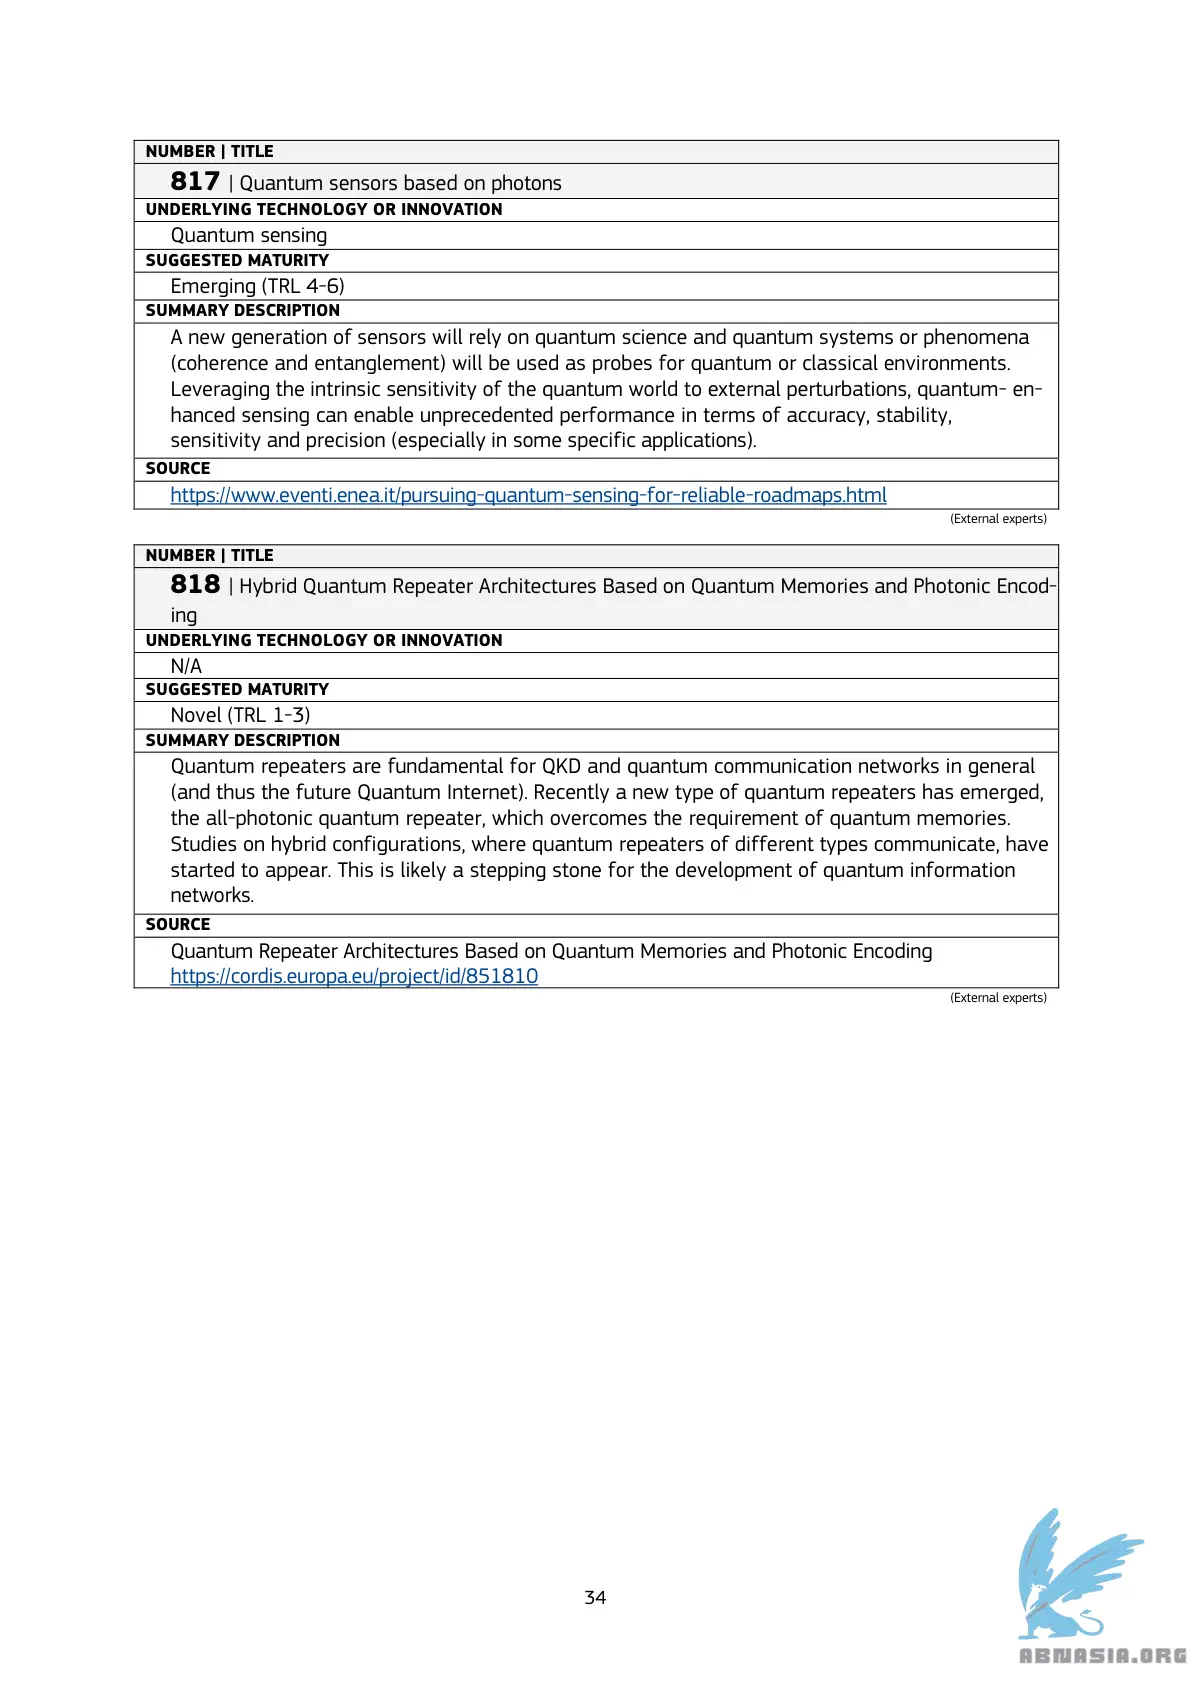 NUMBER | TITLE
817 | Quantum sensors based on photons
UNDERLYING TECHNOLOGY OR INNOVATION
Quantum sensing
SUGGESTED MATURITY
Emerging (TRL 4-6)
SUMMARY DESCRIPTION
A new generation of sensors will rely on quantum science and quantum systems or phenomena
(coherence and entanglement) will be used as probes for quantum or classical environments.
Leveraging the intrinsic sensitivity of the quantum world to external perturbations, quantum- en-
hanced sensing can enable unprecedented performance in terms of accuracy, stability,
sensitivity and precision (especially in some specific applications).
SOURCE
https://www.eventi.enea.it/pursuing-quantum-sensing-for-reliable-roadmaps.html
(External experts)
NUMBER | TITLE
818 | Hybrid Quantum Repeater Architectures Based on Quantum Memories and Photonic Encod-
ing
UNDERLYING TECHNOLOGY OR INNOVATION
N/A
SUGGESTED MATURITY
Novel (TRL 1-3)
SUMMARY DESCRIPTION
Quantum repeaters are fundamental for QKD and quantum communication networks in general
(and thus the future Quantum Internet). Recently a new type of quantum repeaters has emerged,
the all-photonic quantum repeater, which overcomes the requirement of quantum memories.
Studies on hybrid configurations, where quantum repeaters of different types communicate, have
started to appear. This is likely a stepping stone for the development of quantum information
networks.
SOURCE
Quantum Repeater Architectures Based on Quantum Memories and Photonic Encoding
https://cordis.europa.eu/project/id/851810
(External experts)
34
ABNASIA.ORG